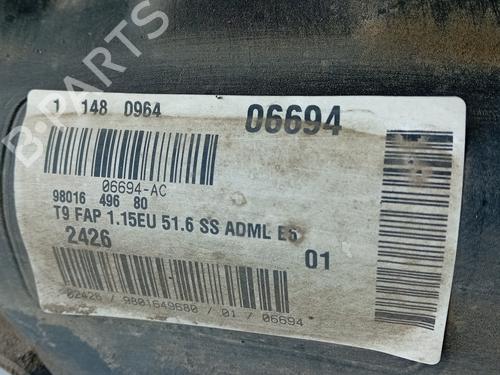 B-PARTS
1 148 0964 06694
06694-AC
98016 496 80
T9 FAP 1.15EU 51.6 SS ADML E5
2426 01
02426 / 9801649680 / 01 / 06694